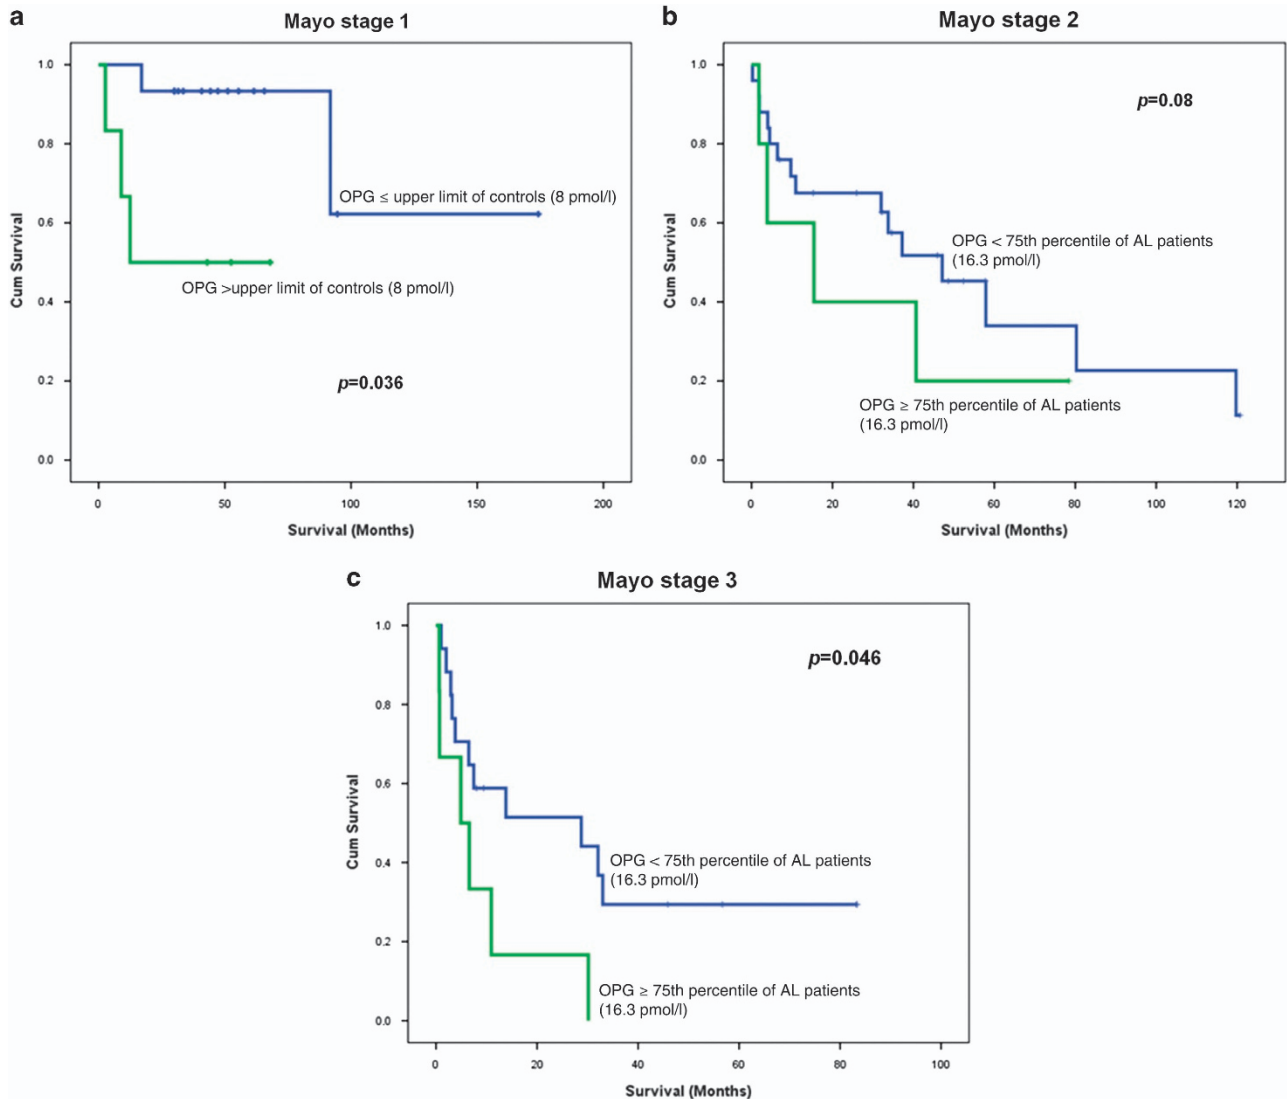 a
Mayo stage 1
1.0
0.8
0.6
0.4
0.2
0.0
Cum Survival
OPG ≤ upper limit of controls (8 pmol/l)
OPG >upper limit of controls (8 pmol/l)
p=0.036
0 50 100 150 200
Survival (Months)
b
Mayo stage 2
1.0
0.8
0.6
0.4
0.2
0.0
Cum Survival
p=0.08
OPG < 75th percentile of AL patients
(16.3 pmol/l)
OPG ≥ 75th percentile of AL patients
(16.3 pmol/l)
0 20 40 60 80 100 120
Survival (Months)
c
Mayo stage 3
1.0
0.8
0.6
0.4
0.2
0.0
Cum Survival
p=0.046
OPG < 75th percentile of AL patients
(16.3 pmol/l)
OPG ≥ 75th percentile of AL patients
(16.3 pmol/l)
0 20 40 60 80 100
Survival (Months)